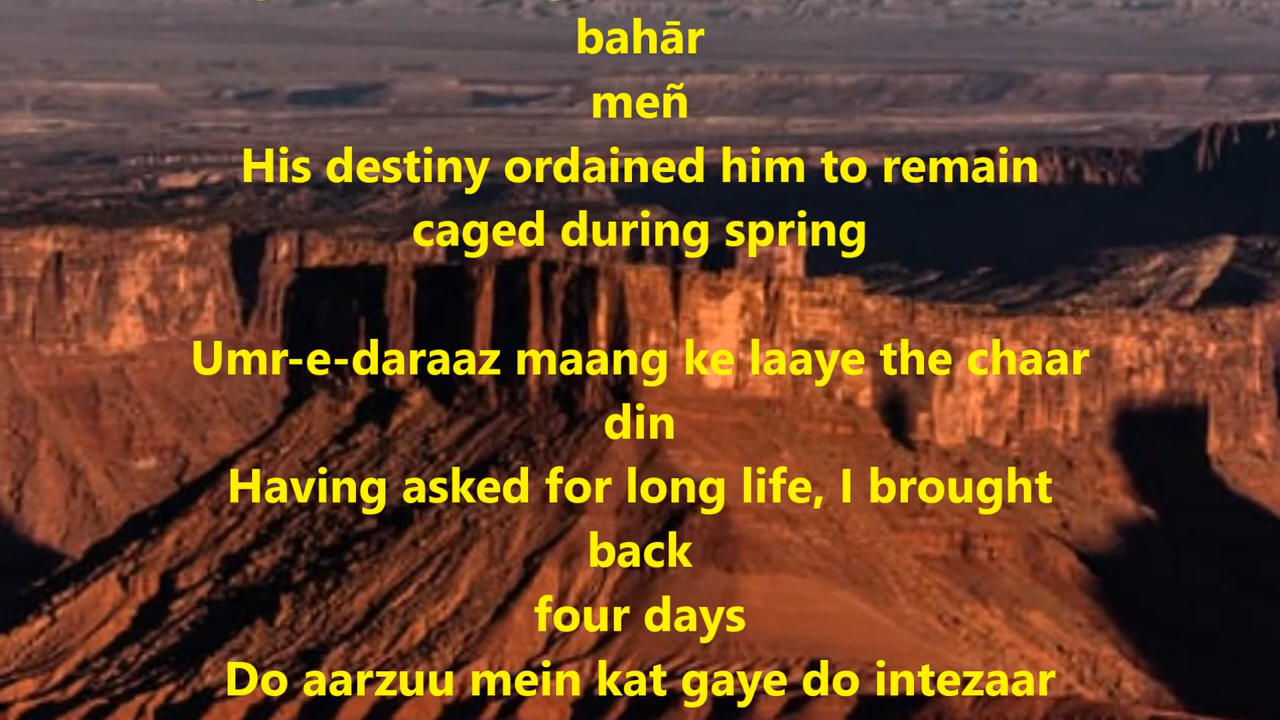 bahār
meñ
His destiny ordained him to remain
caged during spring
Umr-e-daraaz maang ke laaye the chaar
din
Having asked for long life, I brought
back
four days
Do aarzuu mein kat gaye do intezaar